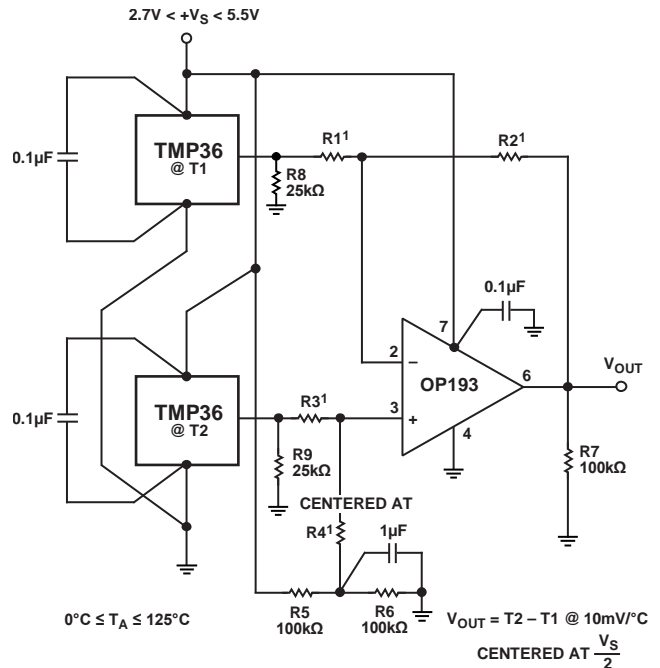 2.7V < +VS < 5.5V
0.1µF
TMP36
@ T1
R1¹
R2¹
R8
25kΩ
0.1µF
7
2
−
OP193
6
VOUT
3
+
4
0.1µF
TMP36
@ T2
R3¹
R9
25kΩ
CENTERED AT
R4¹
1µF
R7
100kΩ
R5
100kΩ
R6
100kΩ
0°C ≤ TA ≤ 125°C
VOUT = T2 – T1 @ 10mV/°C
CENTERED AT VS/2